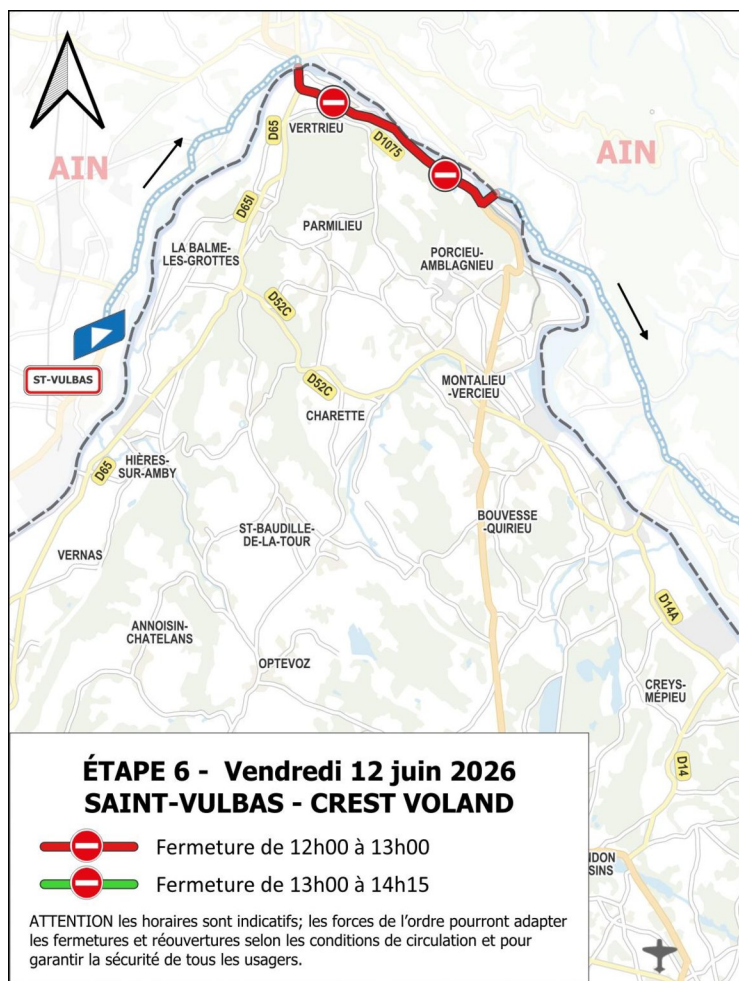 AIN
AIN
D65
VERTRIEU
D1075
D65I
PARMILIEU
LA BALME-
LES-GROTTES
PORCIEU-
AMBLAGNIEU
D52C
ST-VULBAS
D52C
MONTALIEU
-VERCIEU
CHARETTE
D65
HIÈRES-
SUR-AMBY
ST-BAUDILLE-
DE-LA-TOUR
BOUVESSE
-QUIRIEU
VERNAS
D14A
ANNOISIN-
CHATELANS
OPTEVOZ
CREYS-
MÉPIEU
D14
ÉTAPE 6 - Vendredi 12 juin 2026
SAINT-VULBAS - CREST VOLAND
Fermeture de 12h00 à 13h00
Fermeture de 13h00 à 14h15
NDON
SINS
ATTENTION les horaires sont indicatifs; les forces de l'ordre pourront adapter
les fermetures et réouvertures selon les conditions de circulation et pour
garantir la sécurité de tous les usagers.